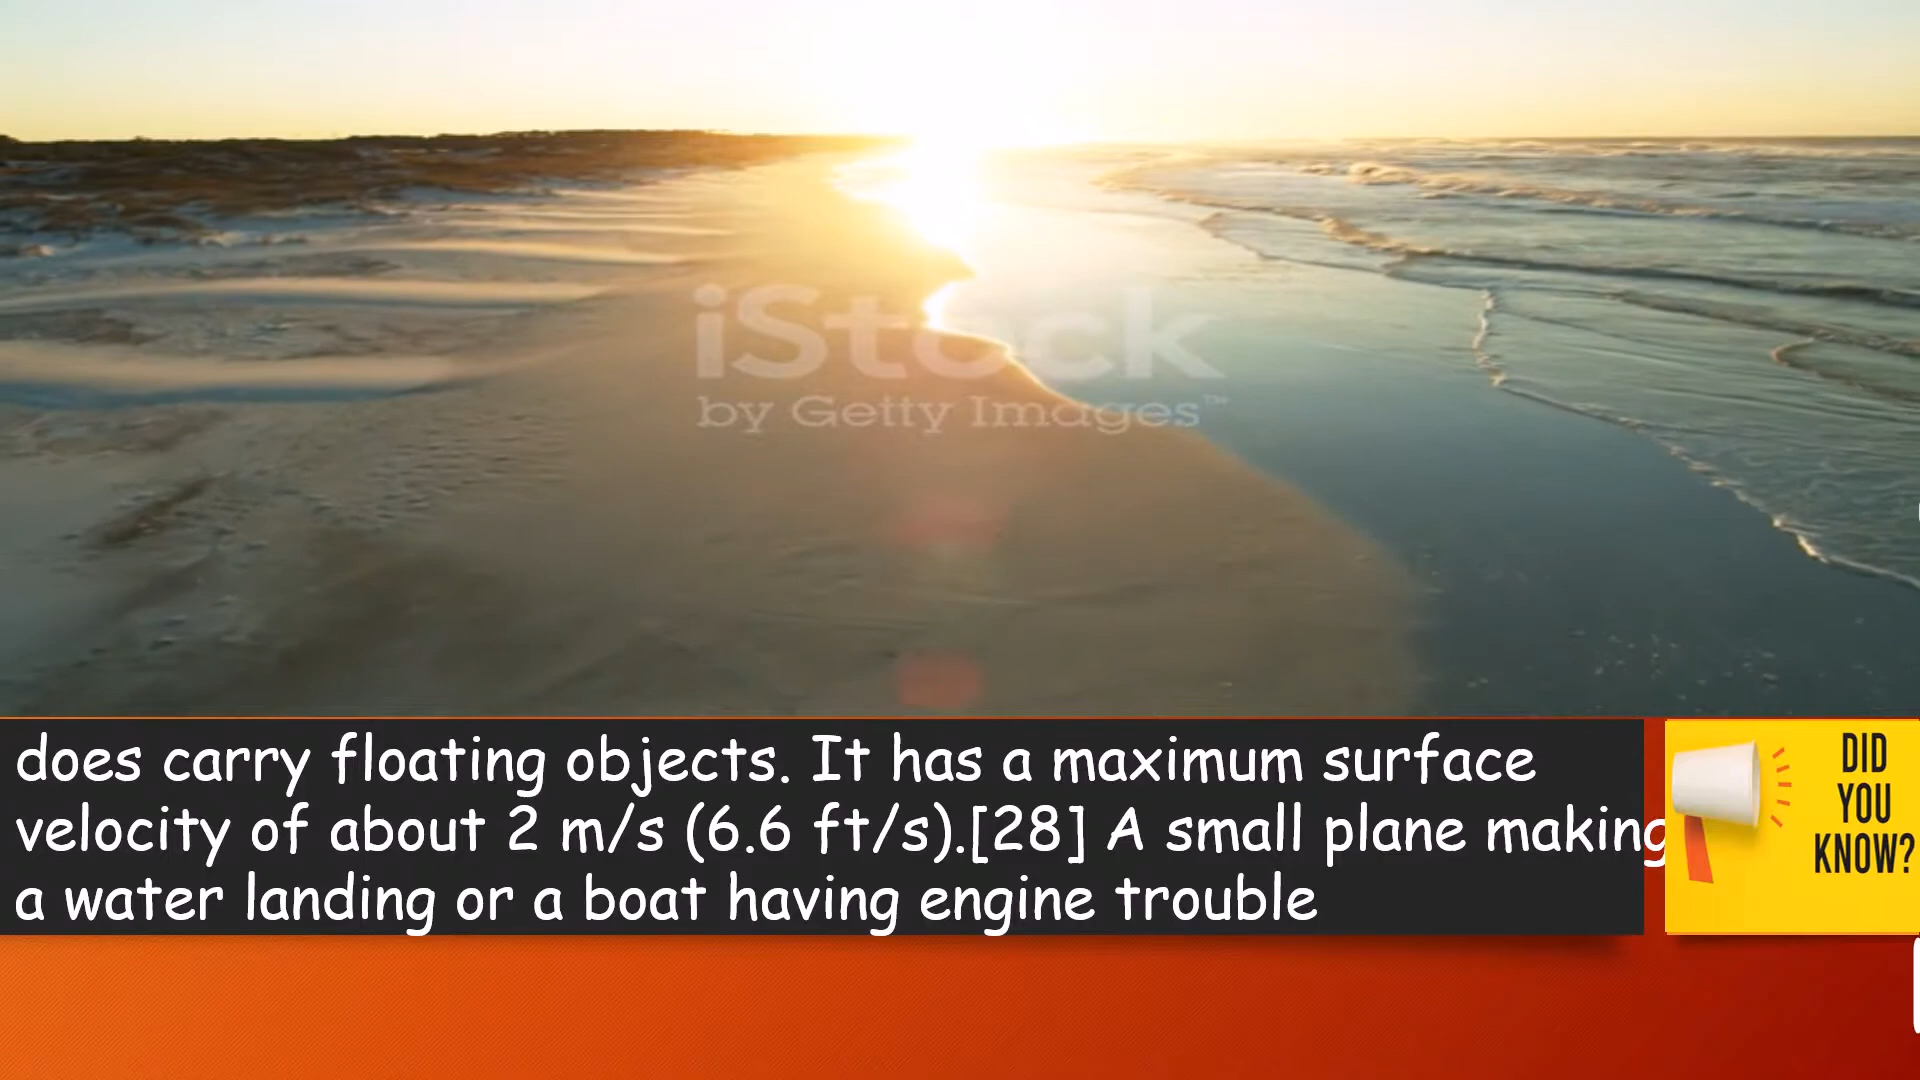 iStock
by Getty Images™
does carry floating objects. It has a maximum surface
velocity of about 2 m/s (6.6 ft/s).[28] A small plane making
a water landing or a boat having engine trouble
DID
YOU
KNOW?